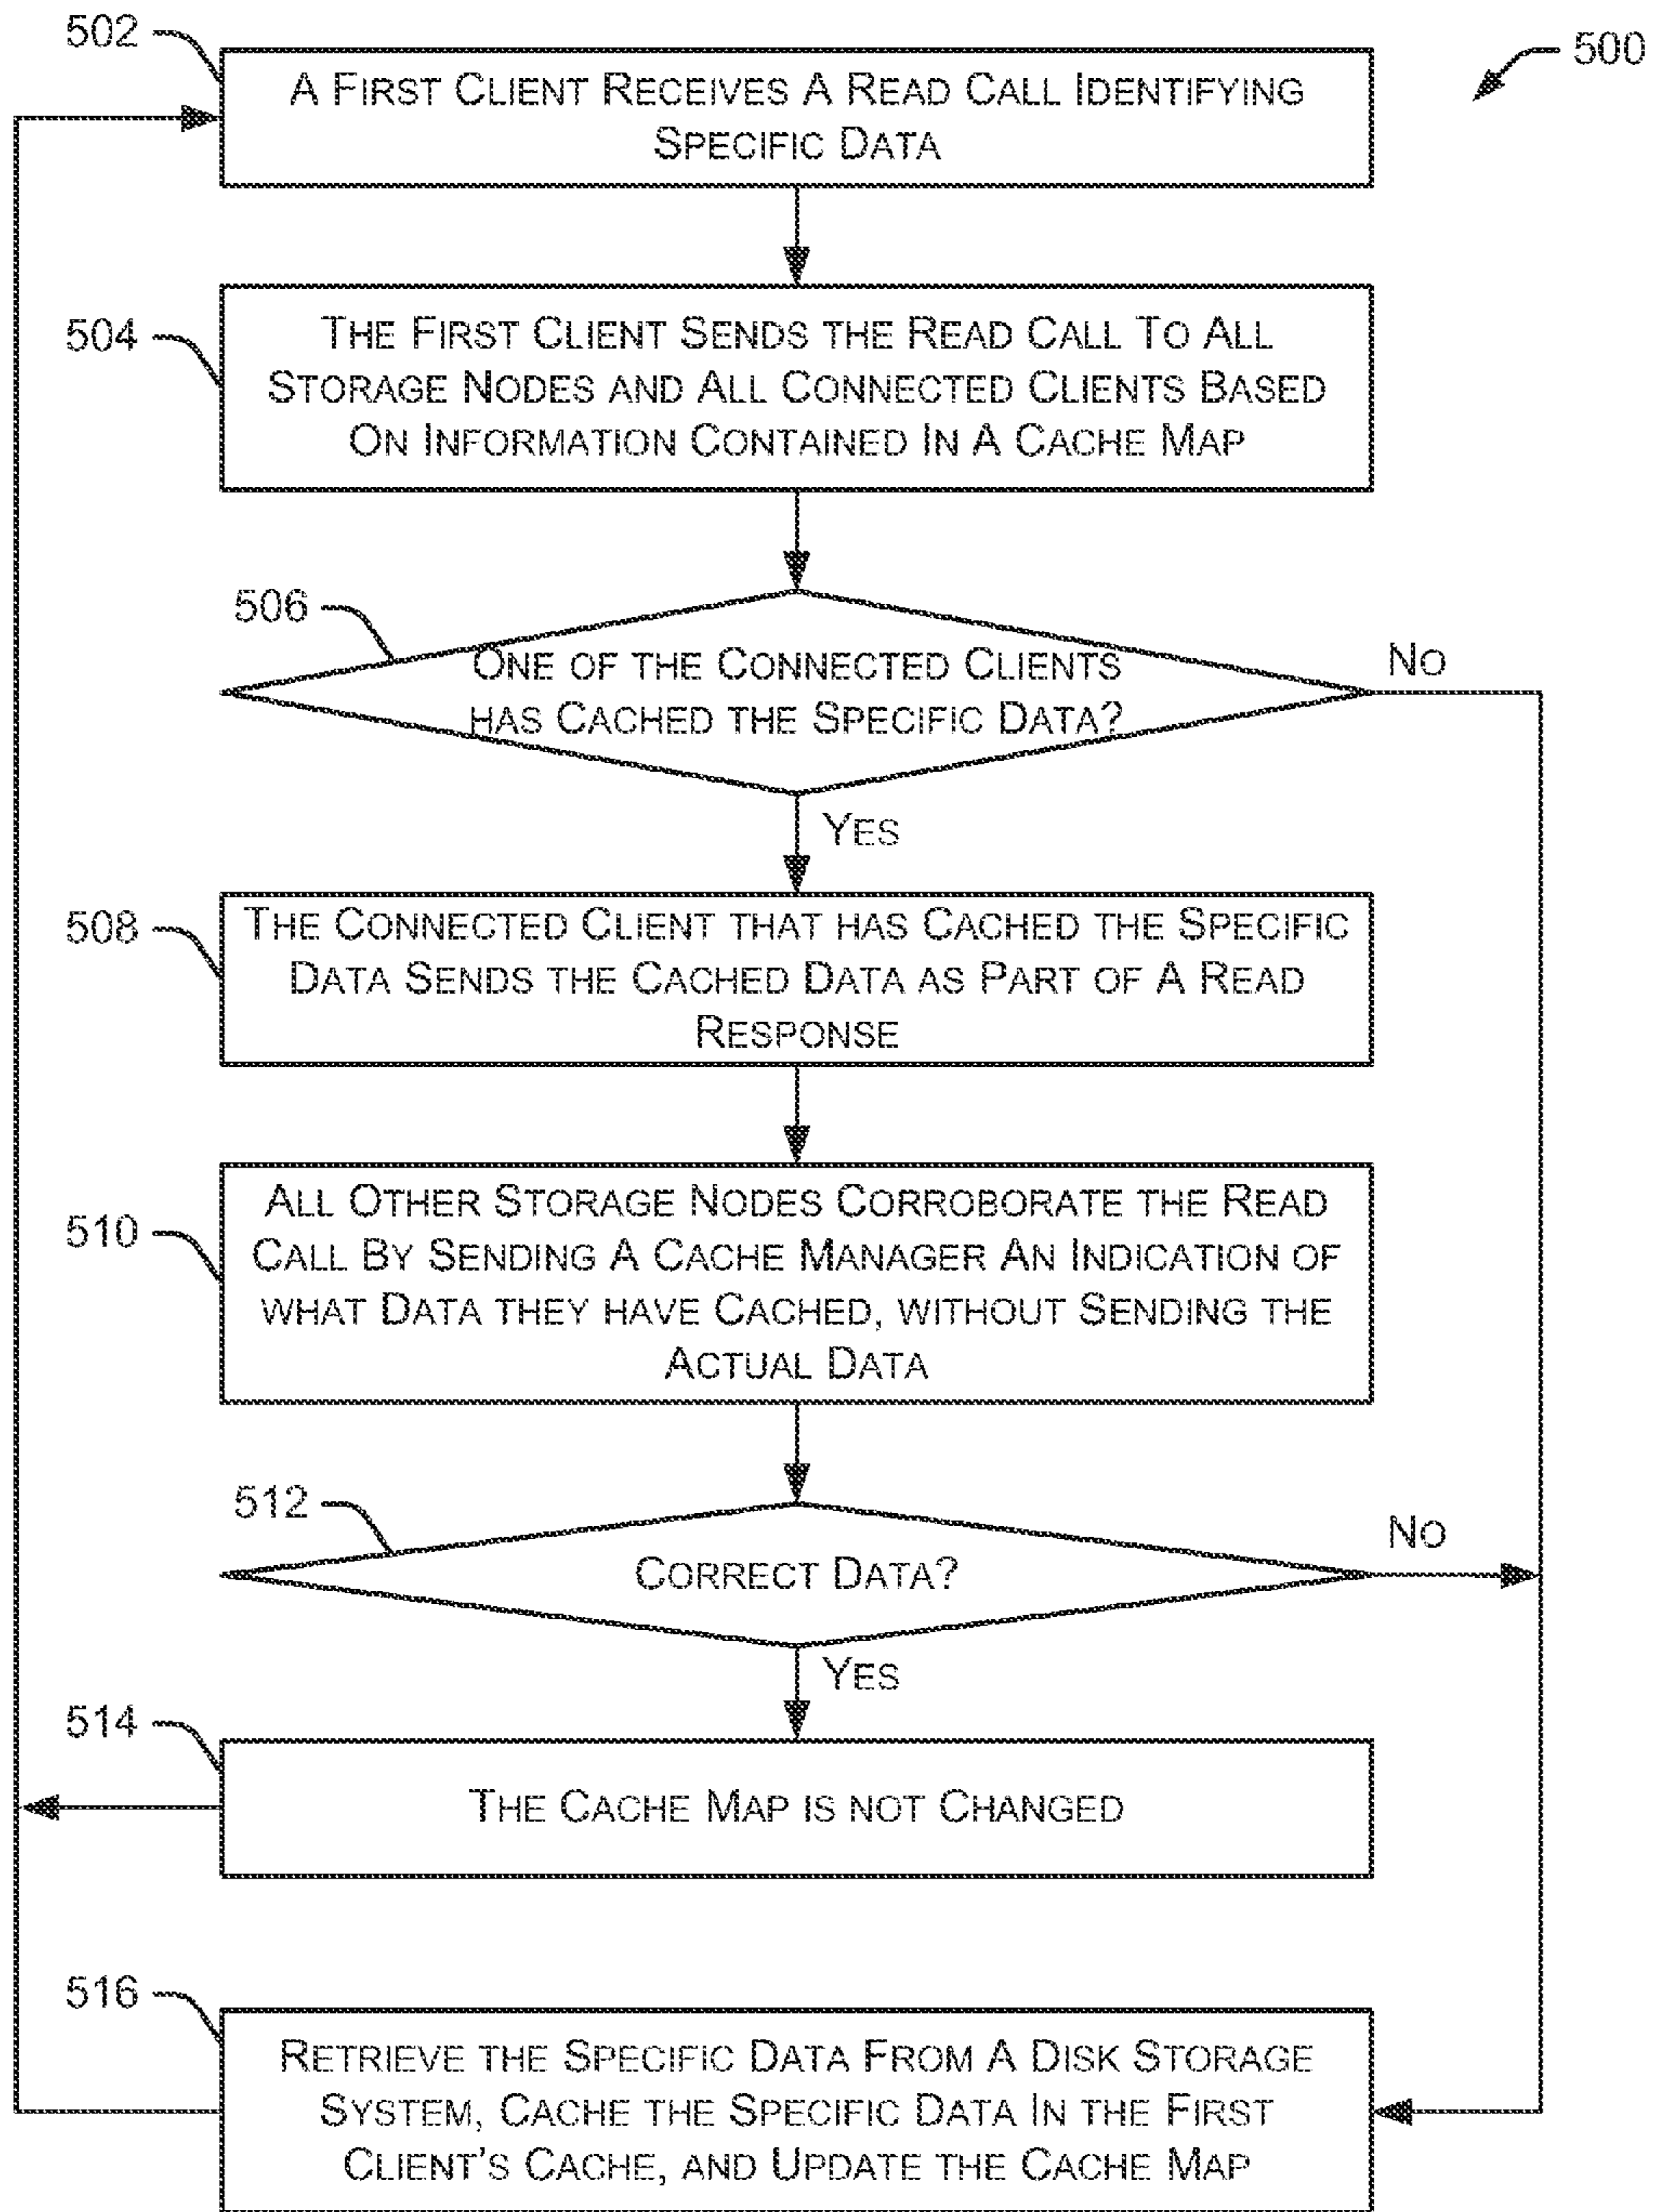 502
500
A FIRST CLIENT RECEIVES A READ CALL IDENTIFYING
SPECIFIC DATA
504
THE FIRST CLIENT SENDS THE READ CALL TO ALL
STORAGE NODES AND ALL CONNECTED CLIENTS BASED
ON INFORMATION CONTAINED IN A CACHE MAP
506
ONE OF THE CONNECTED CLIENTS
HAS CACHED THE SPECIFIC DATA?
NO
YES
508
THE CONNECTED CLIENT THAT HAS CACHED THE SPECIFIC
DATA SENDS THE CACHED DATA AS PART OF A READ
RESPONSE
510
ALL OTHER STORAGE NODES CORROBORATE THE READ
CALL BY SENDING A CACHE MANAGER AN INDICATION OF
WHAT DATA THEY HAVE CACHED, WITHOUT SENDING THE
ACTUAL DATA
512
CORRECT DATA?
NO
YES
514
THE CACHE MAP IS NOT CHANGED
516
RETRIEVE THE SPECIFIC DATA FROM A DISK STORAGE
SYSTEM, CACHE THE SPECIFIC DATA IN THE FIRST
CLIENT'S CACHE, AND UPDATE THE CACHE MAP